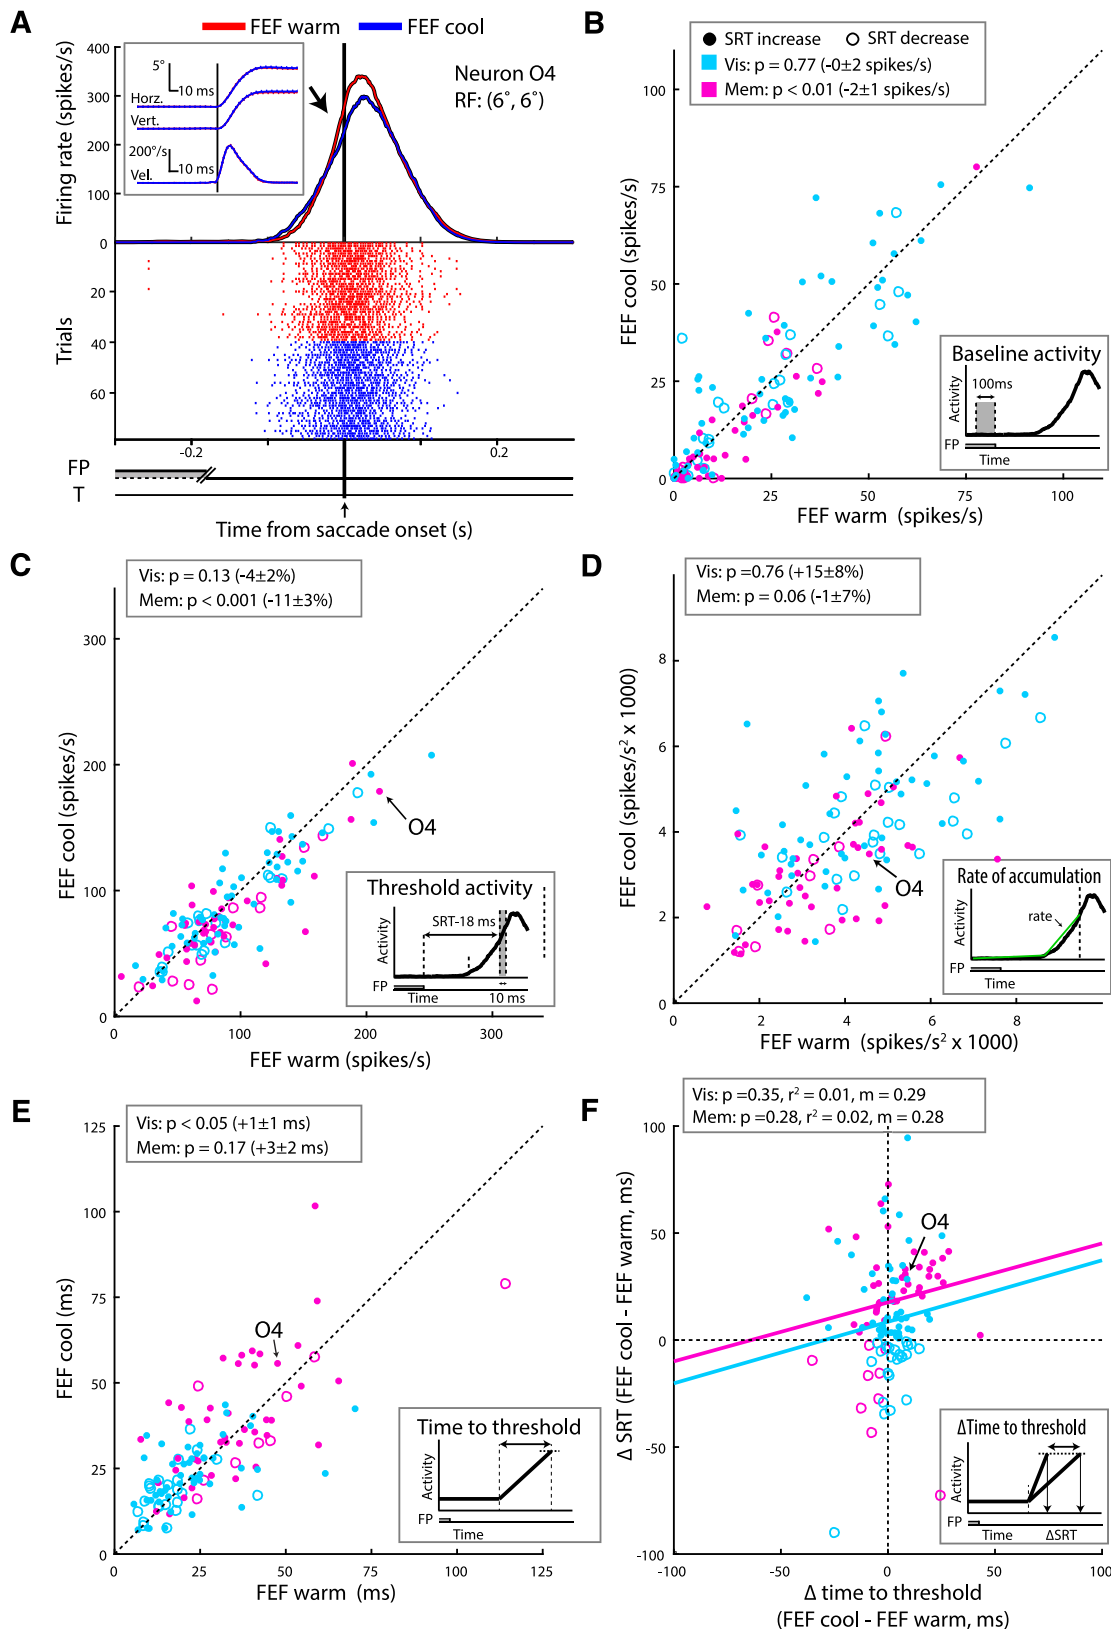 A
FEF warm
FEF cool
Firing rate (spikes/s)
400
300
200
100
0
5°
10 ms
Horz.
Vert.
200°/s
10 ms
Vel.
Neuron O4
RF: (6°, 6°)
Trials
20
40
60
-0.2
0.2
FP
T
Time from saccade onset (s)
B
SRT increase
SRT decrease
Vis: p = 0.77 (-0±2 spikes/s)
Mem: p < 0.01 (-2±1 spikes/s)
FEF cool (spikes/s)
100
75
50
25
0
0
25
50
75
100
FEF warm (spikes/s)
Baseline activity
Activity
100ms
FP
Time
C
Vis: p = 0.13 (-4±2%)
Mem: p < 0.001 (-11±3%)
FEF cool (spikes/s)
300
200
100
0
0
100
200
300
FEF warm (spikes/s)
O4
Threshold activity
Activity
SRT-18 ms
FP
Time
10 ms
D
Vis: p =0.76 (+15±8%)
Mem: p = 0.06 (-1±7%)
FEF cool (spikes/s² x 1000)
8
6
4
2
0
0
2
4
6
8
FEF warm (spikes/s² x 1000)
O4
Rate of accumulation
Activity
rate
FP
Time
E
Vis: p < 0.05 (+1±1 ms)
Mem: p = 0.17 (+3±2 ms)
FEF cool (ms)
125
100
75
50
25
0
0
25
50
75
100
125
FEF warm (ms)
O4
Time to threshold
Activity
FP
Time
F
Vis: p =0.35, r² = 0.01, m = 0.29
Mem: p =0.28, r² = 0.02, m = 0.28
Δ SRT (FEF cool - FEF warm, ms)
100
50
0
-50
-100
-100
-50
0
50
100
Δ time to threshold
(FEF cool - FEF warm, ms)
O4
ΔTime to threshold
Activity
FP
Time
ΔSRT